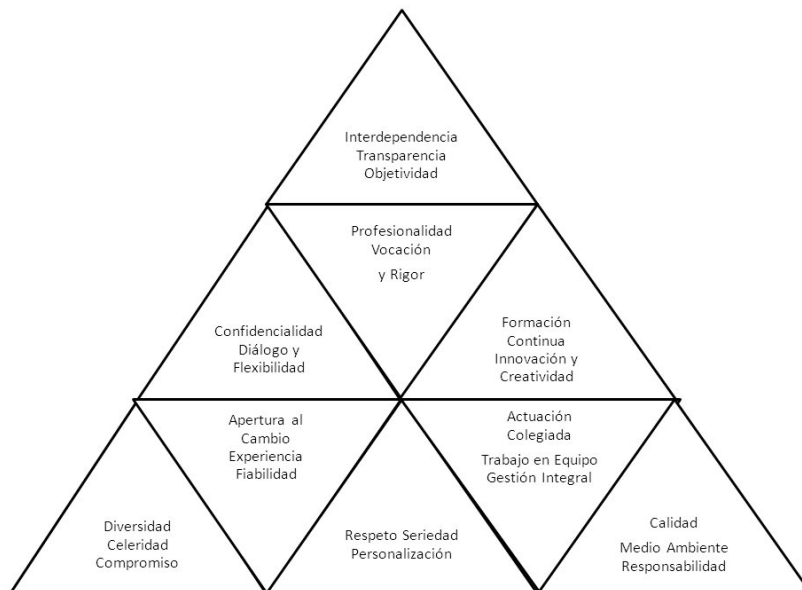 Interdependencia
Transparencia
Objetividad
Profesionalidad
Vocación
y Rigor
Confidencialidad
Diálogo y
Flexibilidad
Formación
Continua
Innovación y
Creatividad
Apertura al
Cambio
Experiencia
Fiabilidad
Actuación
Colegiada
Trabajo en Equipo
Gestión Integral
Diversidad
Celeridad
Compromiso
Respeto Seriedad
Personalización
Calidad
Medio Ambiente
Responsabilidad